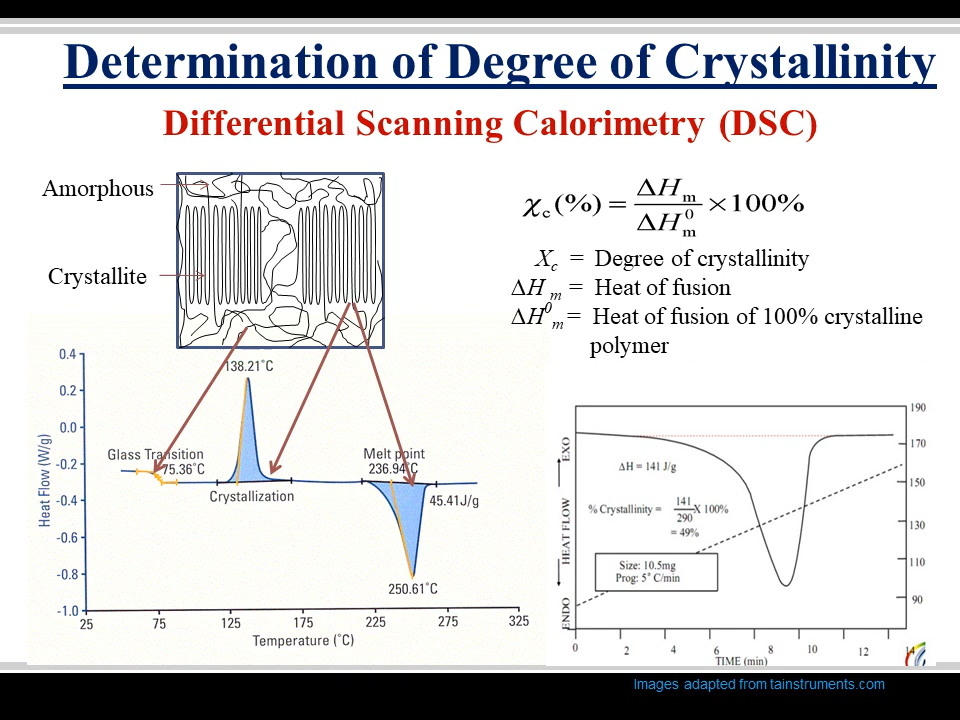 Determination of Degree of Crystallinity
Differential Scanning Calorimetry (DSC)
Amorphous
Crystallite
χc (%) = ΔHm / ΔH0m × 100%
Xc = Degree of crystallinity
ΔH m = Heat of fusion
ΔH0m = Heat of fusion of 100% crystalline
polymer
0.4
0.2
0.0
-0.2
-0.4
-0.6
-0.8
-1.0
Heat Flow (W/g)
138.21˚C
Glass Transition
75.36˚C
Crystallization
Melt point
236.94˚C
45.41J/g
250.61˚C
25 75 125 175 225 275 325
Temperature (˚C)
EXO
HEAT FLOW
ENDO
ΔH = 141 J/g
% Crystallinity = 141/290 X 100%
= 49%
Size: 10.5mg
Prog: 5° C/min
190
170
150
130
110
90
0 2 4 6 8 10 12 14
TIME (min)
Images adapted from tainstruments.com